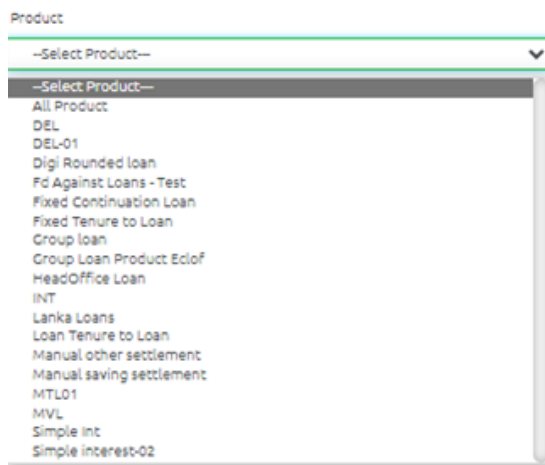 Product
--Select Product---
--Select Product---
All Product
DEL
DEL-01
Digi Rounded loan
Fd Against Loans - Test
Fixed Continuation Loan
Fixed Tenure to Loan
Group loan
Group Loan Product Eclof
HeadOffice Loan
INT
Lanka Loans
Loan Tenure to Loan
Manual other settlement
Manual saving settlement
MTL01
MVL
Simple Int
Simple interest-02